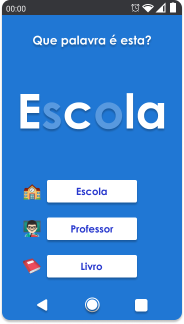 00:00
Que palavra é esta?
Escola
Escola
Professor
Livro